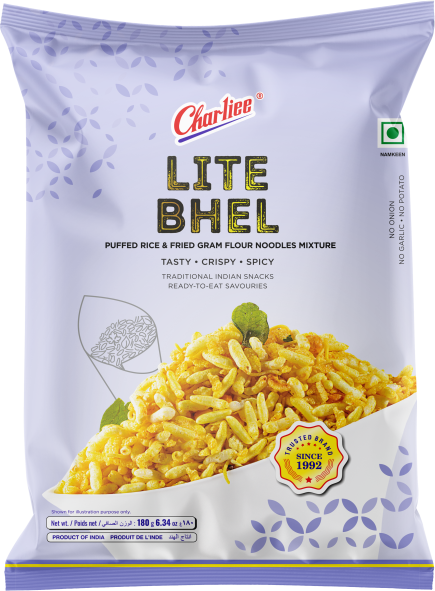 Charliee ®
LITE
BHEL
PUFFED RICE & FRIED GRAM FLOUR NOODLES MIXTURE
TASTY • CRISPY • SPICY
TRADITIONAL INDIAN SNACKS
READY-TO-EAT SAVOURIES
NAMKEEN
NO ONION
NO GARLIC • NO POTATO
TRUSTED BRAND
SINCE
1992
Shown for illustration purpose only.
Net wt. / Poids net / الوزن الصافي : 180 g 6.34 oz ١٨٠
PRODUCT OF INDIA PRODUIT DE L'INDE انتاج الهند